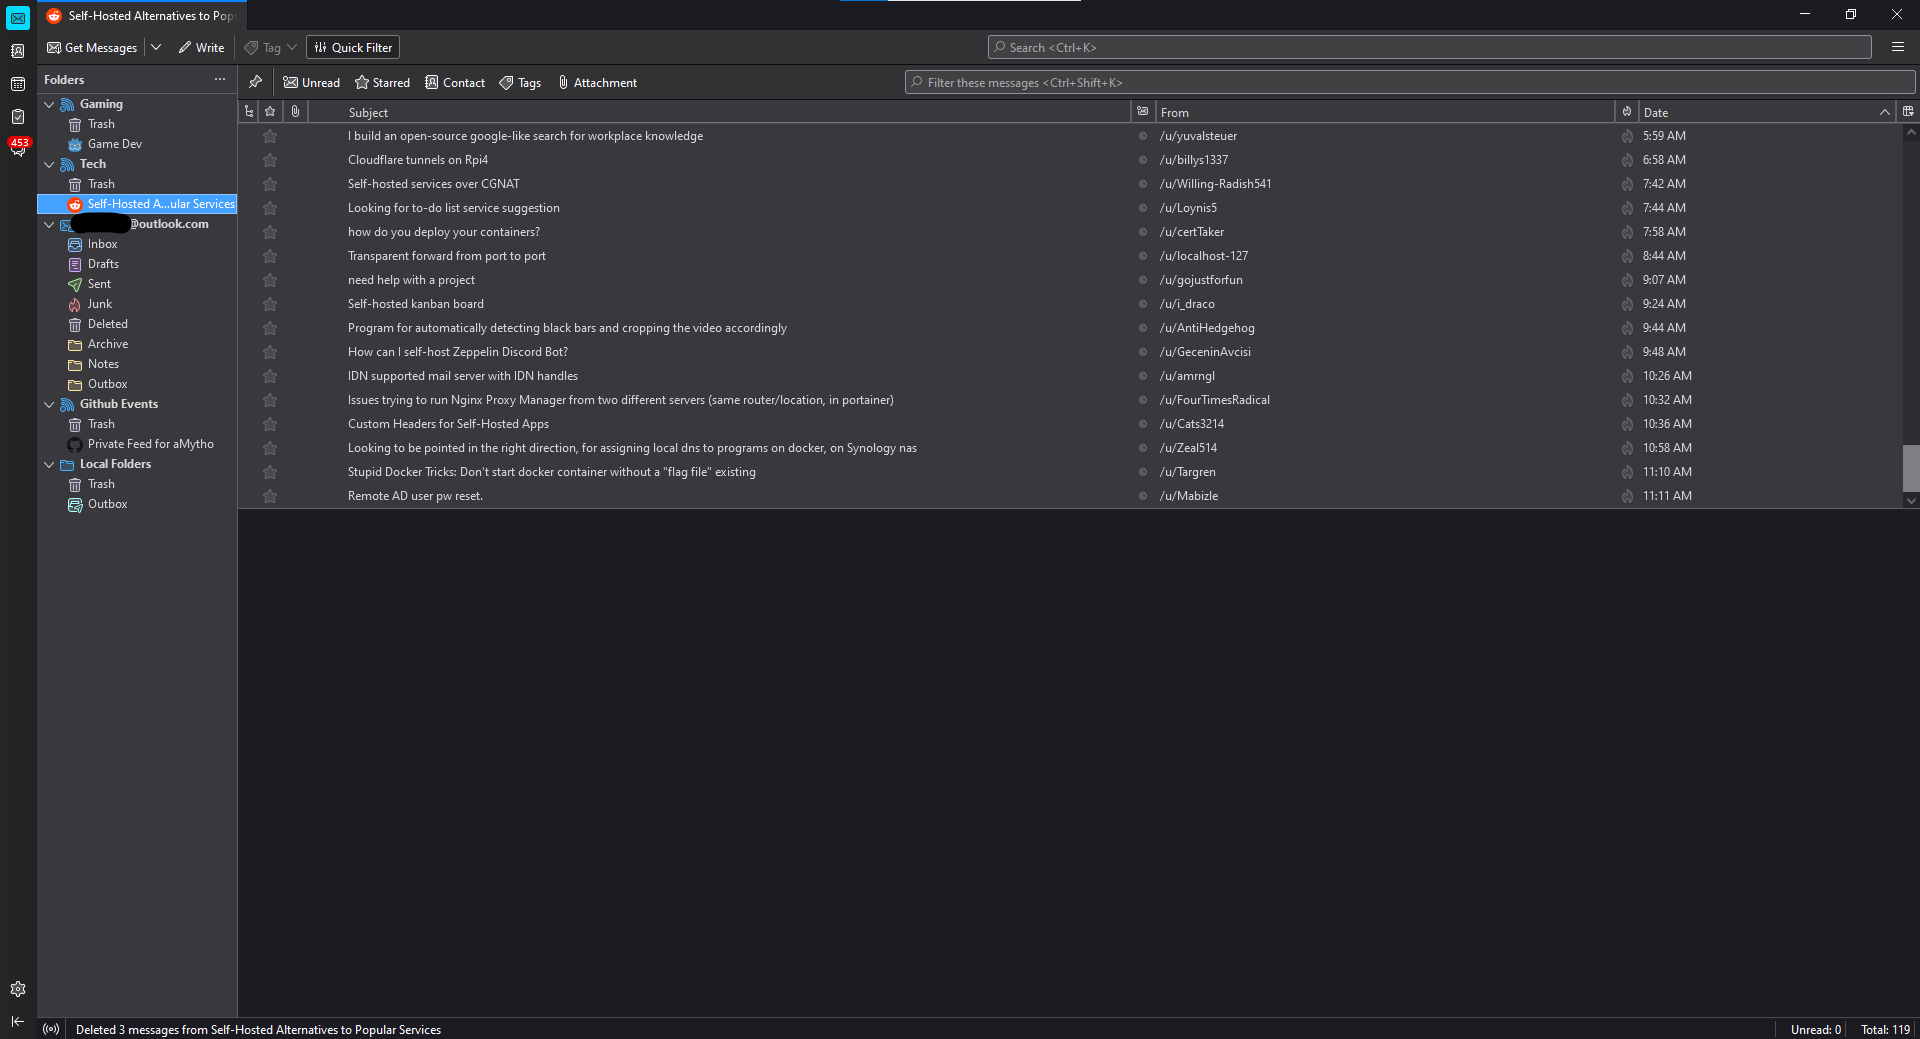 Self-Hosted Alternatives to Pop
Get Messages Write Tag Quick Filter Search <Ctrl+K>
Folders ··· Unread Starred Contact Tags Attachment Filter these messages <Ctrl+Shift+K>
453
Gaming
Trash
Game Dev
Tech
Trash
Self-Hosted A...ular Services
@outlook.com
Inbox
Drafts
Sent
Junk
Deleted
Archive
Notes
Outbox
Github Events
Trash
Private Feed for aMytho
Local Folders
Trash
Outbox
Subject From Date
I build an open-source google-like search for workplace knowledge /u/yuvalsteuer 5:59 AM
Cloudflare tunnels on Rpi4 /u/billys1337 6:58 AM
Self-hosted services over CGNAT /u/Willing-Radish541 7:42 AM
Looking for to-do list service suggestion /u/Loynis5 7:44 AM
how do you deploy your containers? /u/certTaker 7:58 AM
Transparent forward from port to port /u/localhost-127 8:44 AM
need help with a project /u/gojustforfun 9:07 AM
Self-hosted kanban board /u/i_draco 9:24 AM
Program for automatically detecting black bars and cropping the video accordingly /u/AntiHedgehog 9:44 AM
How can I self-host Zeppelin Discord Bot? /u/GeceninAvcisi 9:48 AM
IDN supported mail server with IDN handles /u/amrngl 10:26 AM
Issues trying to run Nginx Proxy Manager from two different servers (same router/location, in portainer) /u/FourTimesRadical 10:32 AM
Custom Headers for Self-Hosted Apps /u/Cats3214 10:36 AM
Looking to be pointed in the right direction, for assigning local dns to programs on docker, on Synology nas /u/Zeal514 10:58 AM
Stupid Docker Tricks: Don't start docker container without a "flag file" existing /u/Targren 11:10 AM
Remote AD user pw reset. /u/Mabizle 11:11 AM
Deleted 3 messages from Self-Hosted Alternatives to Popular Services Unread: 0 Total: 119